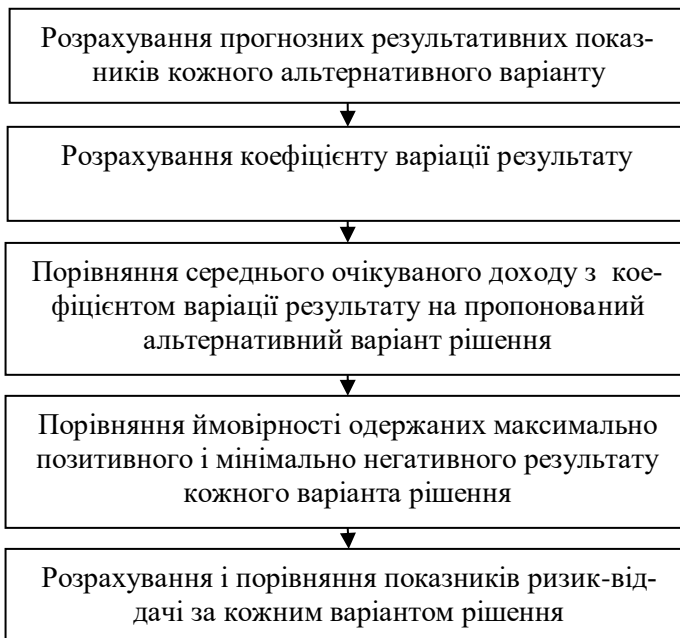 Розрахування прогнозних результативних показ-
ників кожного альтернативного варіанту
Розрахування коефіцієнту варіації результату
Порівняння середнього очікуваного доходу з кое-
фіцієнтом варіації результату на пропонований
альтернативний варіант рішення
Порівняння ймовірності одержаних максимально
позитивного і мінімально негативного результату
кожного варіанта рішення
Розрахування і порівняння показників ризик-від-
дачі за кожним варіантом рішення